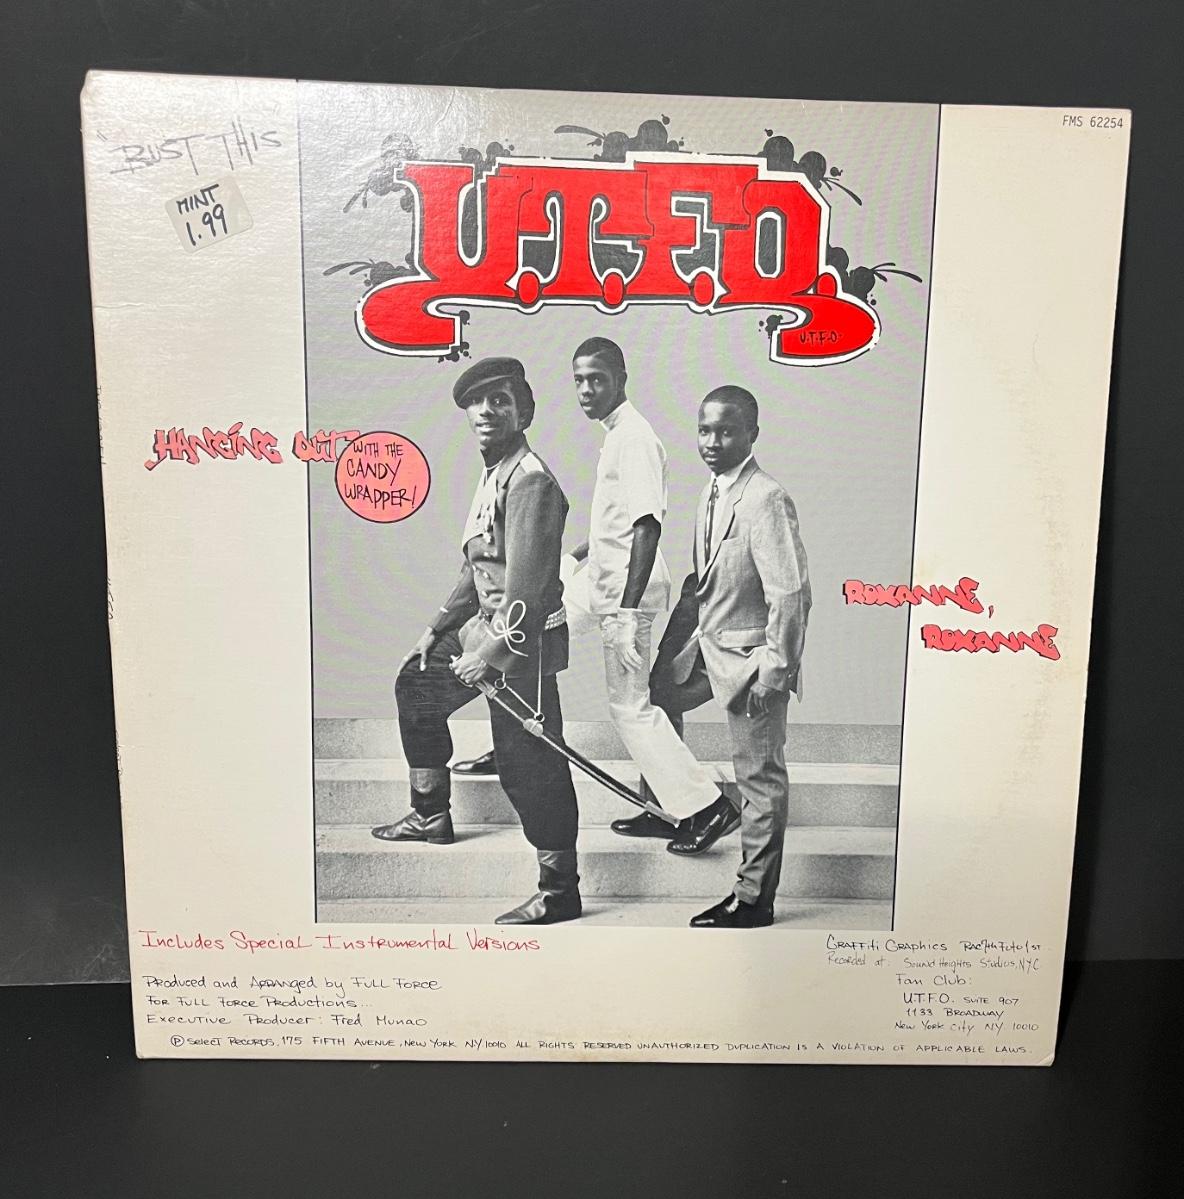 FMS 62254
"BUST THIS"
MINT
1.99
U.T.F.O.
U.T.F.O.
HANGING OUT
WITH THE
CANDY
WRAPPER!
ROXANNE,
ROXANNE
Includes Special Instrumental Versions
Produced and Arranged by Full Force
For Full Force Productions...
Executive Producer: Fred Munao
Graffiti Graphics
Recorded at: Sound Heights Studios, NYC
Fan Club:
U.T.F.O. Suite 907
1133 Broadway
New York City NY 10010
Ⓟ Select Records, 175 Fifth Avenue, New York NY 10010 All Rights Reserved Unauthorized Duplication Is A Violation Of Applicable Laws.